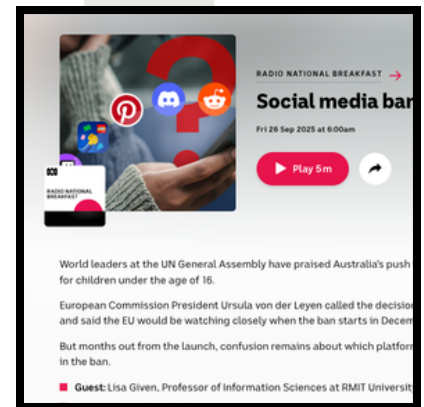 RADIO NATIONAL BREAKFAST
Social media ban
Fri 26 Sep 2025 at 6:00am
Play 5m
RADIO NATIONAL
BREAKFAST
World leaders at the UN General Assembly have praised Australia's push
for children under the age of 16.
European Commission President Ursula von der Leyen called the decision
and said the EU would be watching closely when the ban starts in Decem
But months out from the launch, confusion remains about which platfor
in the ban.
Guest: Lisa Given, Professor of Information Sciences at RMIT University